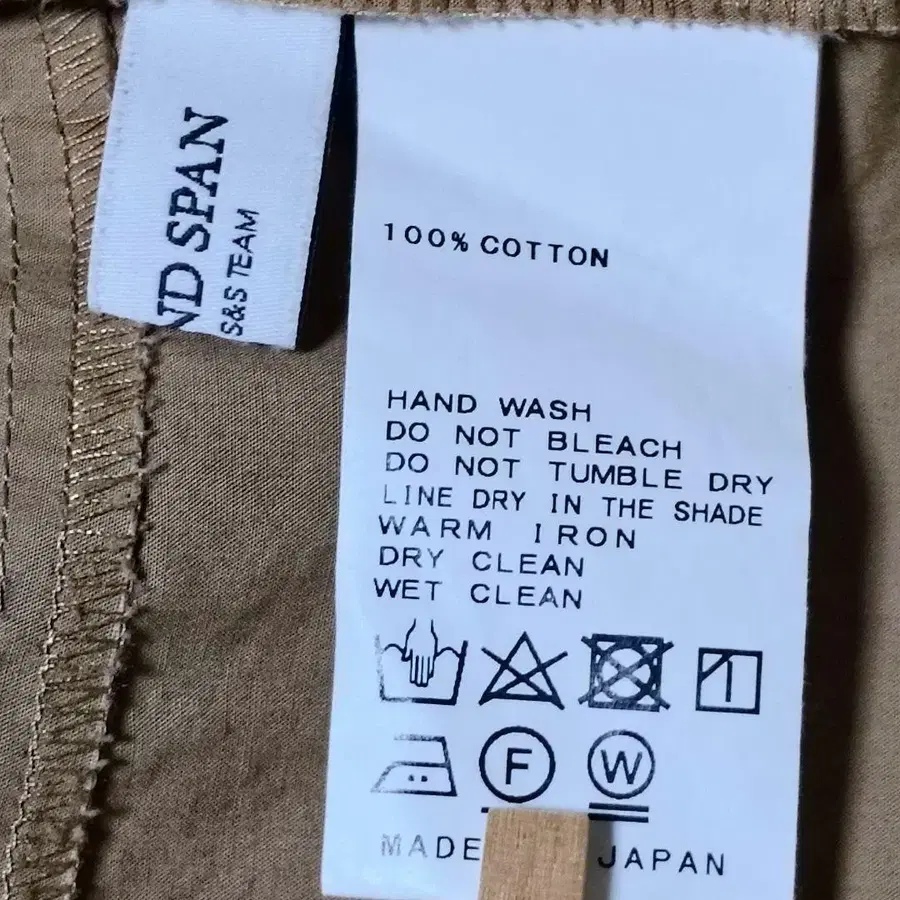 ND SPAN
S&S TEAM
100% COTTON
HAND WASH
DO NOT BLEACH
DO NOT TUMBLE DRY
LINE DRY IN THE SHADE
WARM IRON
DRY CLEAN
WET CLEAN
F W
MADE JAPAN